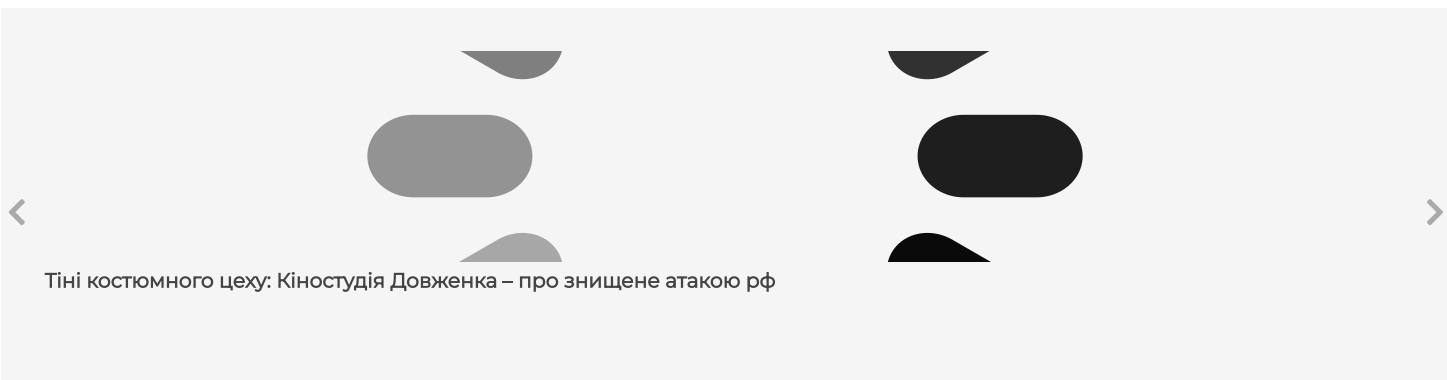 Тіні костюмного цеху: Кіностудія Довженка – про знищене атакою рф